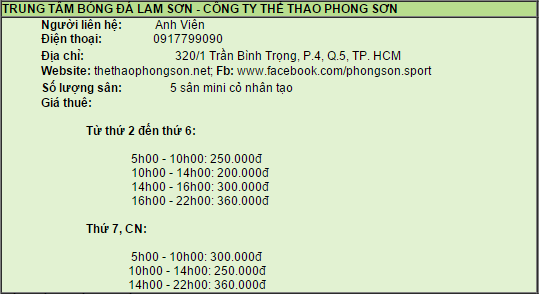 TRUNG TÂM BÓNG ĐÁ LAM SƠN - CÔNG TY THỂ THAO PHONG SƠN
Người liên hệ: Anh Viên
Điện thoại: 0917799090
Địa chỉ: 320/1 Trần Bình Trọng, P.4, Q.5, TP. HCM
Website: thethaophongson.net; Fb: www.facebook.com/phongson.sport
Số lượng sân: 5 sân mini cỏ nhân tạo
Giá thuê:
Từ thứ 2 đến thứ 6:
5h00 - 10h00: 250.000đ
10h00 - 14h00: 200.000đ
14h00 - 16h00: 300.000đ
16h00 - 22h00: 360.000đ
Thứ 7, CN:
5h00 - 10h00: 300.000đ
10h00 - 14h00: 250.000đ
14h00 - 22h00: 360.000đ